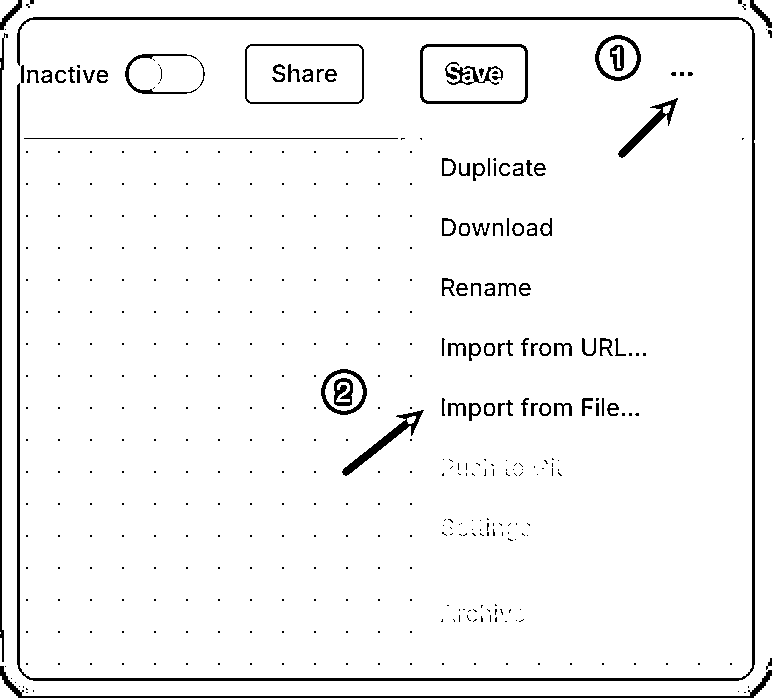 Inactive Share Save 1 ...
Duplicate
Download
Rename
Import from URL...
2
Import from File...
Push to Git
Settings
Archive